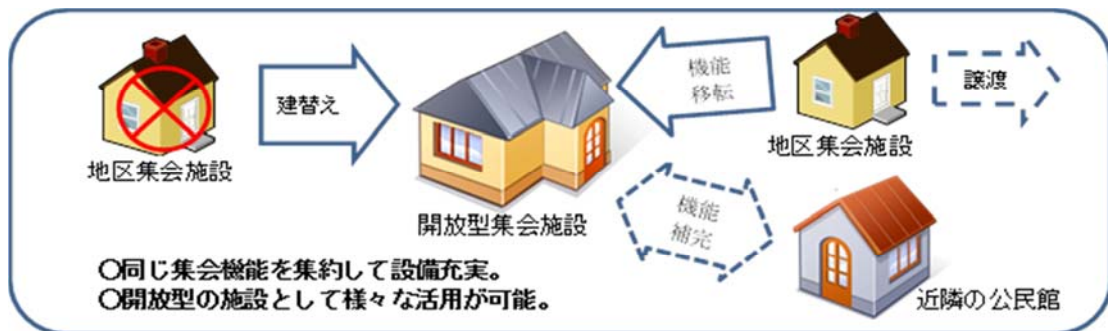 地区集会施設
建替え
開放型集会施設
機能
移転
地区集会施設
譲渡
機能
補完
近隣の公民館
〇同じ集会機能を集約して設備充実。
〇開放型の施設として様々な活用が可能。